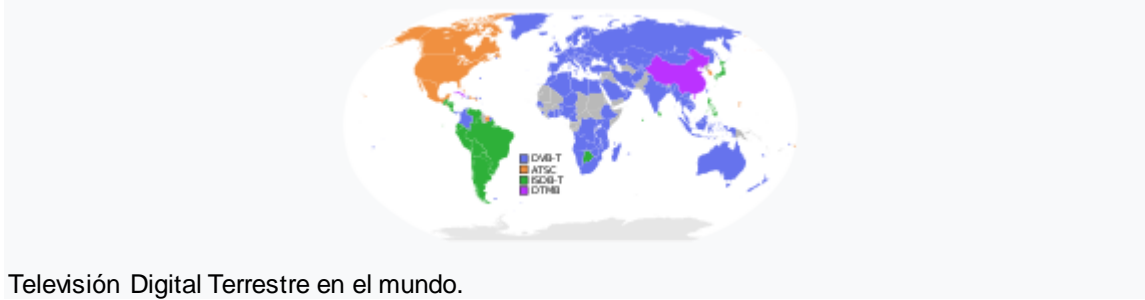 DVB-T
ATSC
ISDB-T
DTMB
Televisión Digital Terrestre en el mundo.